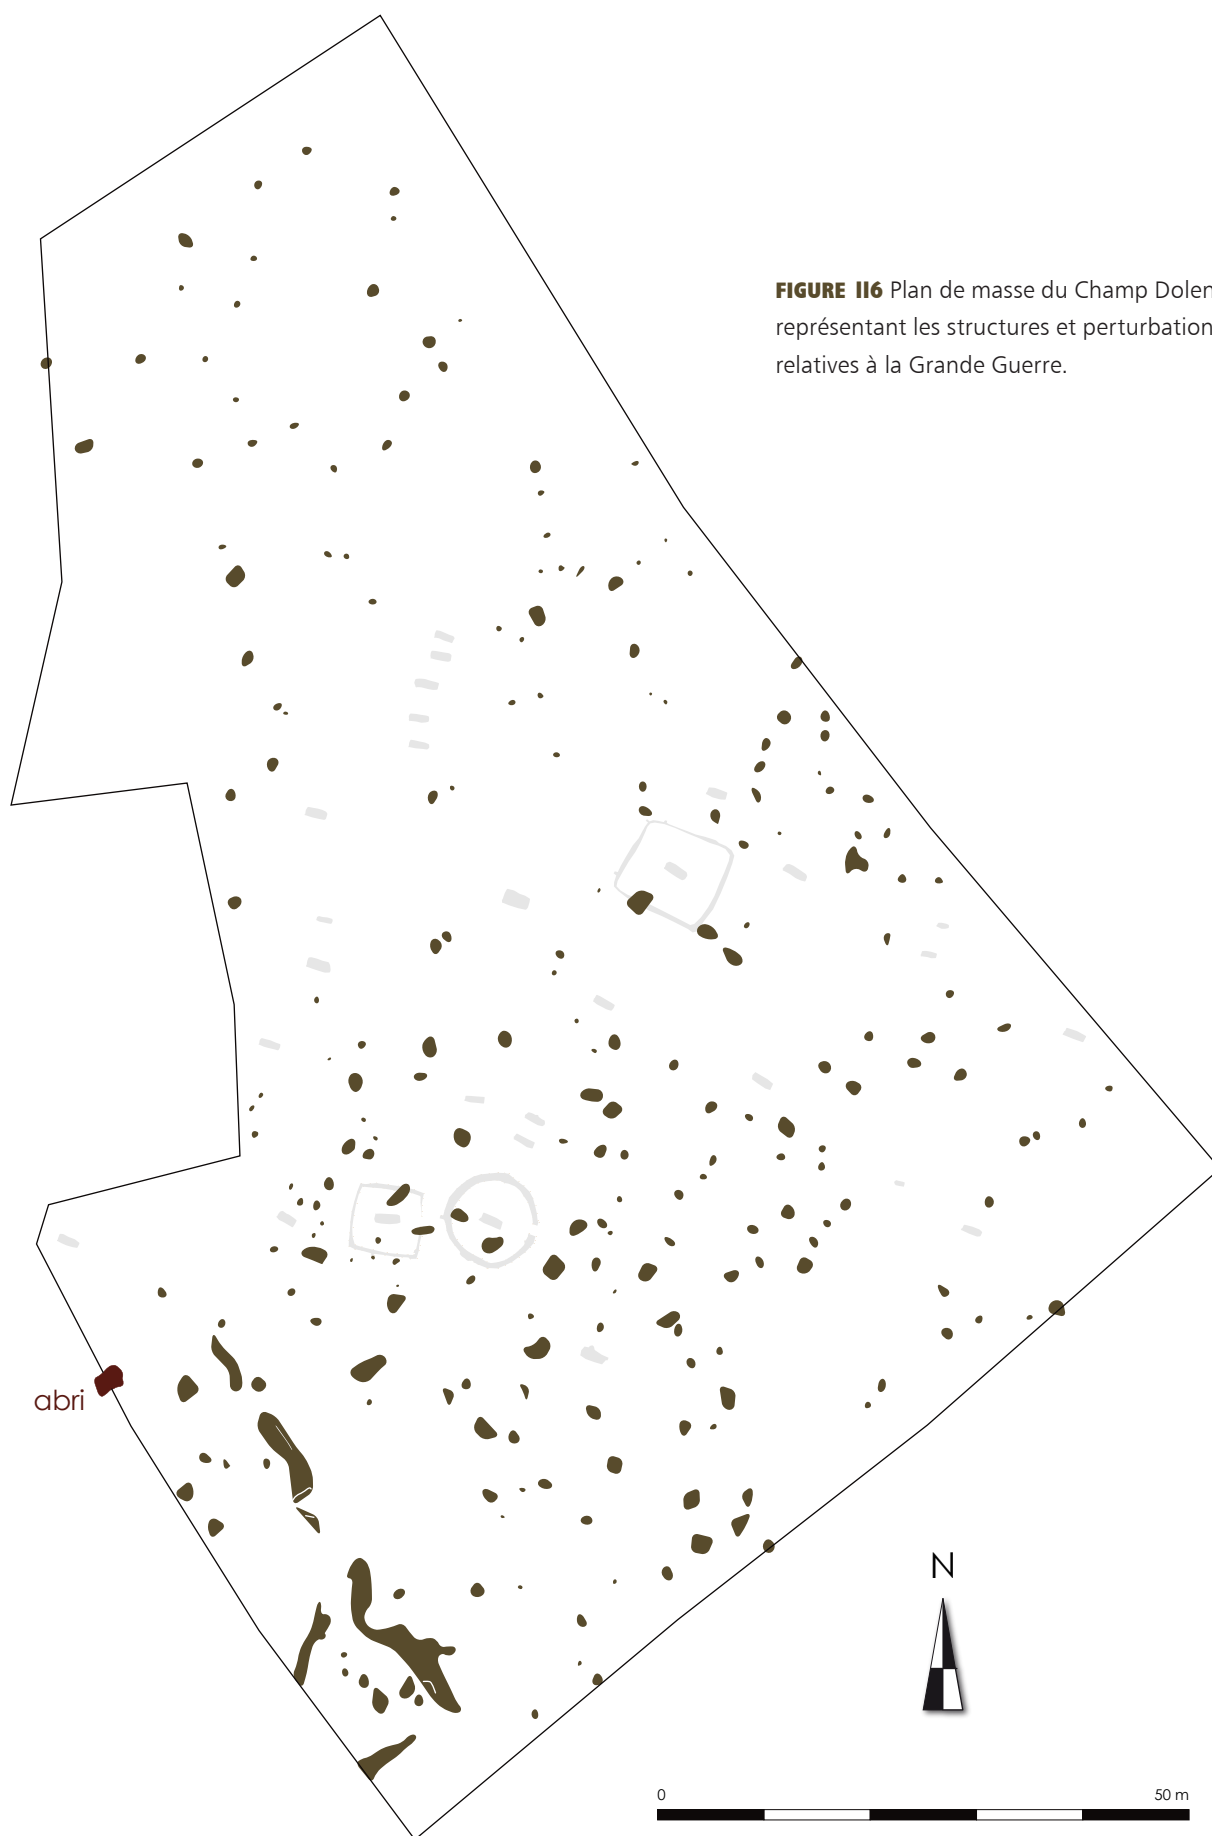 FIGURE 116 Plan de masse du Champ Dolen
représentant les structures et perturbation
relatives à la Grande Guerre.
abri
N
0 50 m